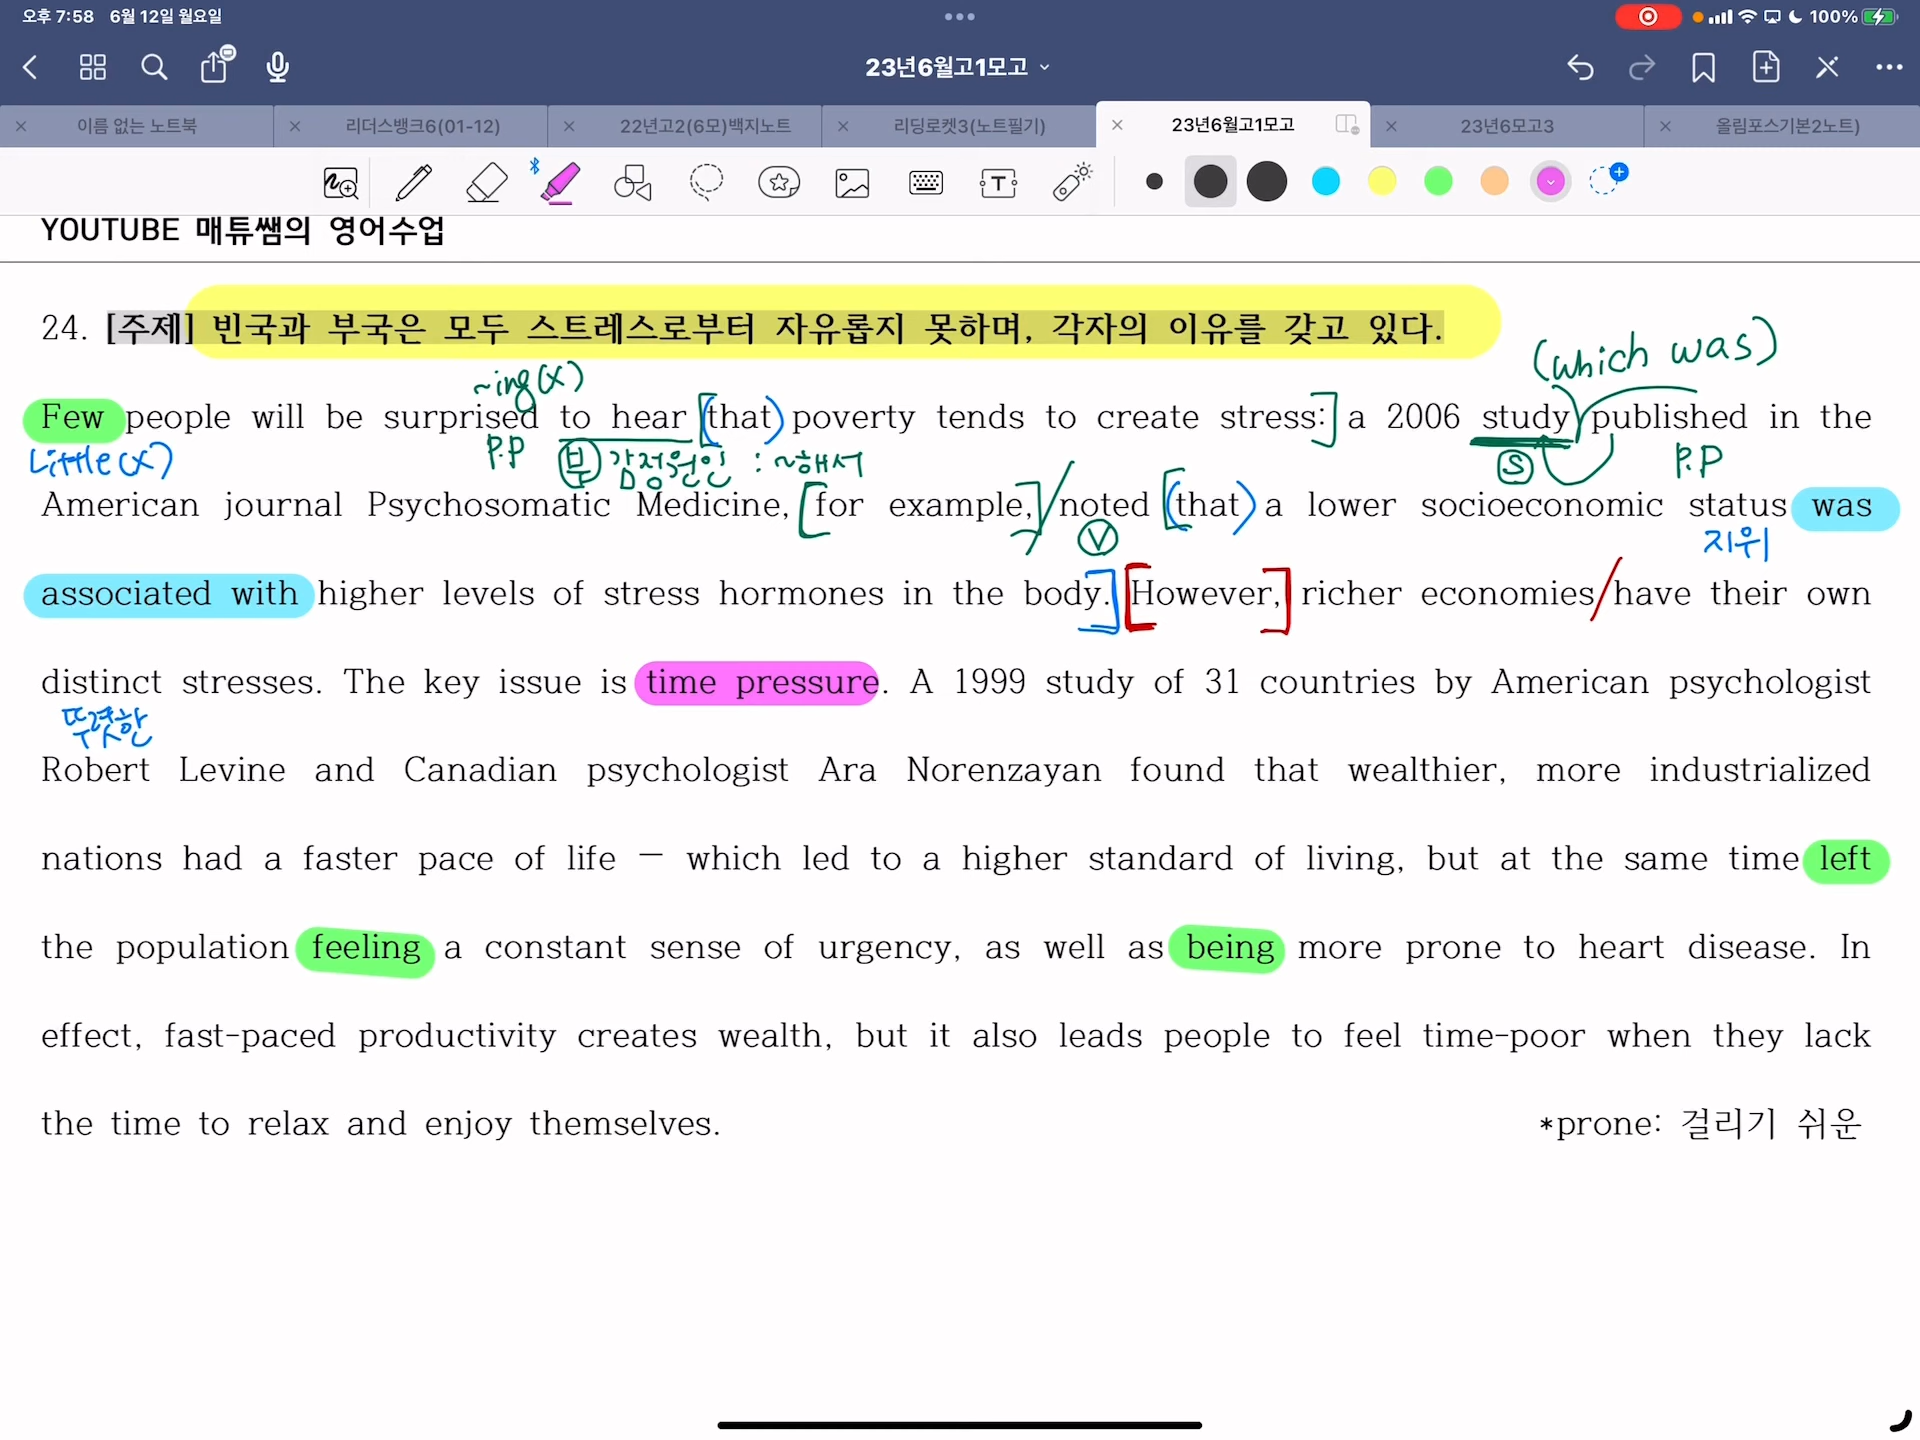 오후 7:58 6월 12일 월요일
100%
23년6월고1모고
이름 없는 노트북
리더스뱅크6(01-12)
22년고2(6모)백지노트
리딩로켓3(노트필기)
23년6월고1모고
23년6모고3
올림포스기본2노트)
YOUTUBE 매튜쌤의 영어수업
24. [주제] 빈국과 부국은 모두 스트레스로부터 자유롭지 못하며, 각자의 이유를 갖고 있다.
(which was)
~ing(x)
Few people will be surprised to hear [(that) poverty tends to create stress:] a 2006 study published in the
Little(x) P.P 부 감정원인 : ~해서 S P.P
American journal Psychosomatic Medicine, [for example,] / noted [(that) a lower socioeconomic status was
V 지위
associated with higher levels of stress hormones in the body.] [However,] richer economies / have their own
distinct stresses. The key issue is time pressure. A 1999 study of 31 countries by American psychologist
뚜렷한
Robert Levine and Canadian psychologist Ara Norenzayan found that wealthier, more industrialized
nations had a faster pace of life — which led to a higher standard of living, but at the same time left
the population feeling a constant sense of urgency, as well as being more prone to heart disease. In
effect, fast-paced productivity creates wealth, but it also leads people to feel time-poor when they lack
the time to relax and enjoy themselves.
*prone: 걸리기 쉬운